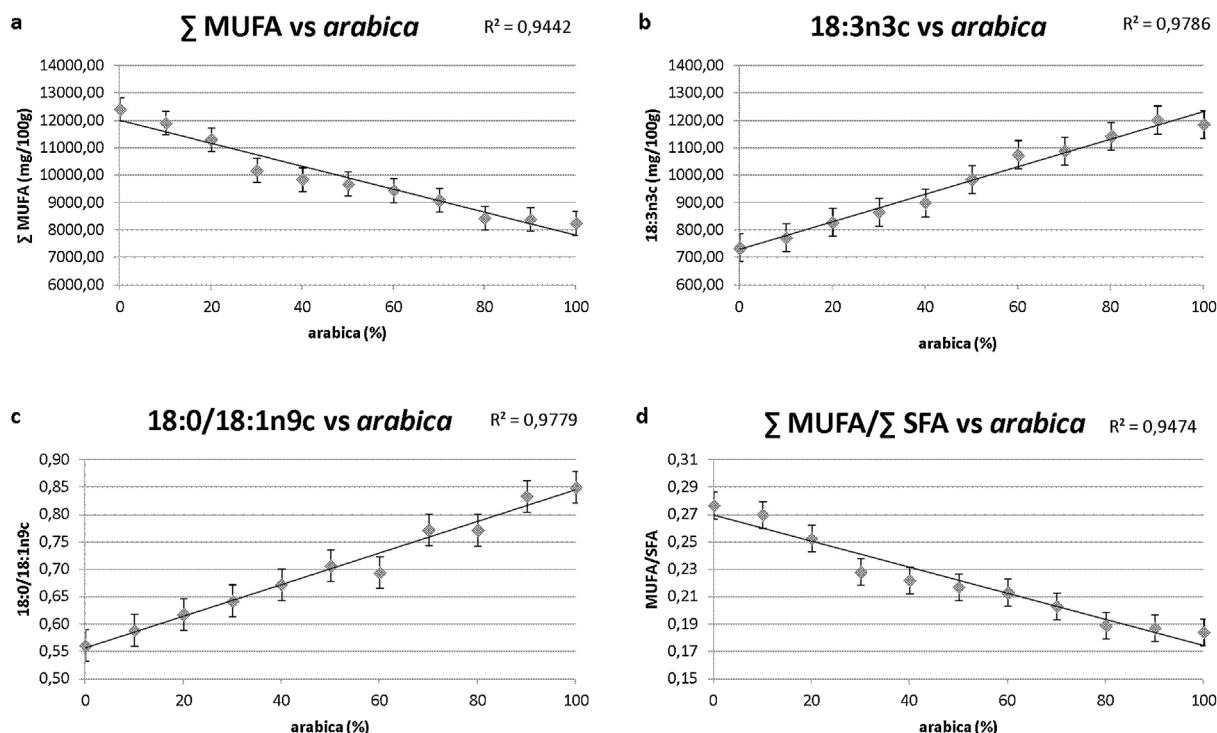 a
∑ MUFA vs arabica
R² = 0,9442
14000,00
13000,00
12000,00
11000,00
10000,00
9000,00
8000,00
7000,00
6000,00
∑ MUFA (mg/100g)
0 20 40 60 80 100
arabica (%)
b
18:3n3c vs arabica
R² = 0,9786
1400,00
1300,00
1200,00
1100,00
1000,00
900,00
800,00
700,00
600,00
18:3n3c (mg/100g)
0 20 40 60 80 100
arabica (%)
c
18:0/18:1n9c vs arabica
R² = 0,9779
0,90
0,85
0,80
0,75
0,70
0,65
0,60
0,55
0,50
18:0/18:1n9c
0 20 40 60 80 100
arabica (%)
d
∑ MUFA/∑ SFA vs arabica
R² = 0,9474
0,31
0,29
0,27
0,25
0,23
0,21
0,19
0,17
0,15
MUFA/SFA
0 20 40 60 80 100
arabica (%)